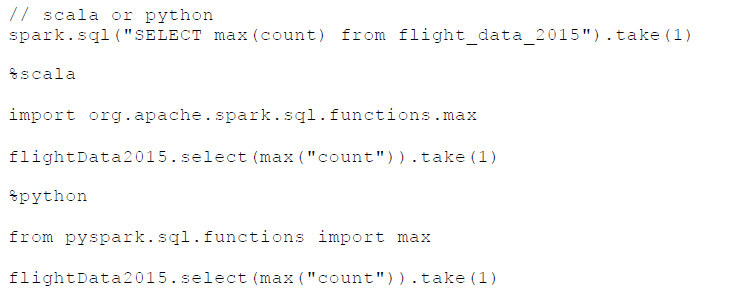 // scala or python
spark.sql("SELECT max(count) from flight_data_2015").take(1)
%scala
import org.apache.spark.sql.functions.max
flightData2015.select(max("count")).take(1)
%python
from pyspark.sql.functions import max
flightData2015.select(max("count")).take(1)